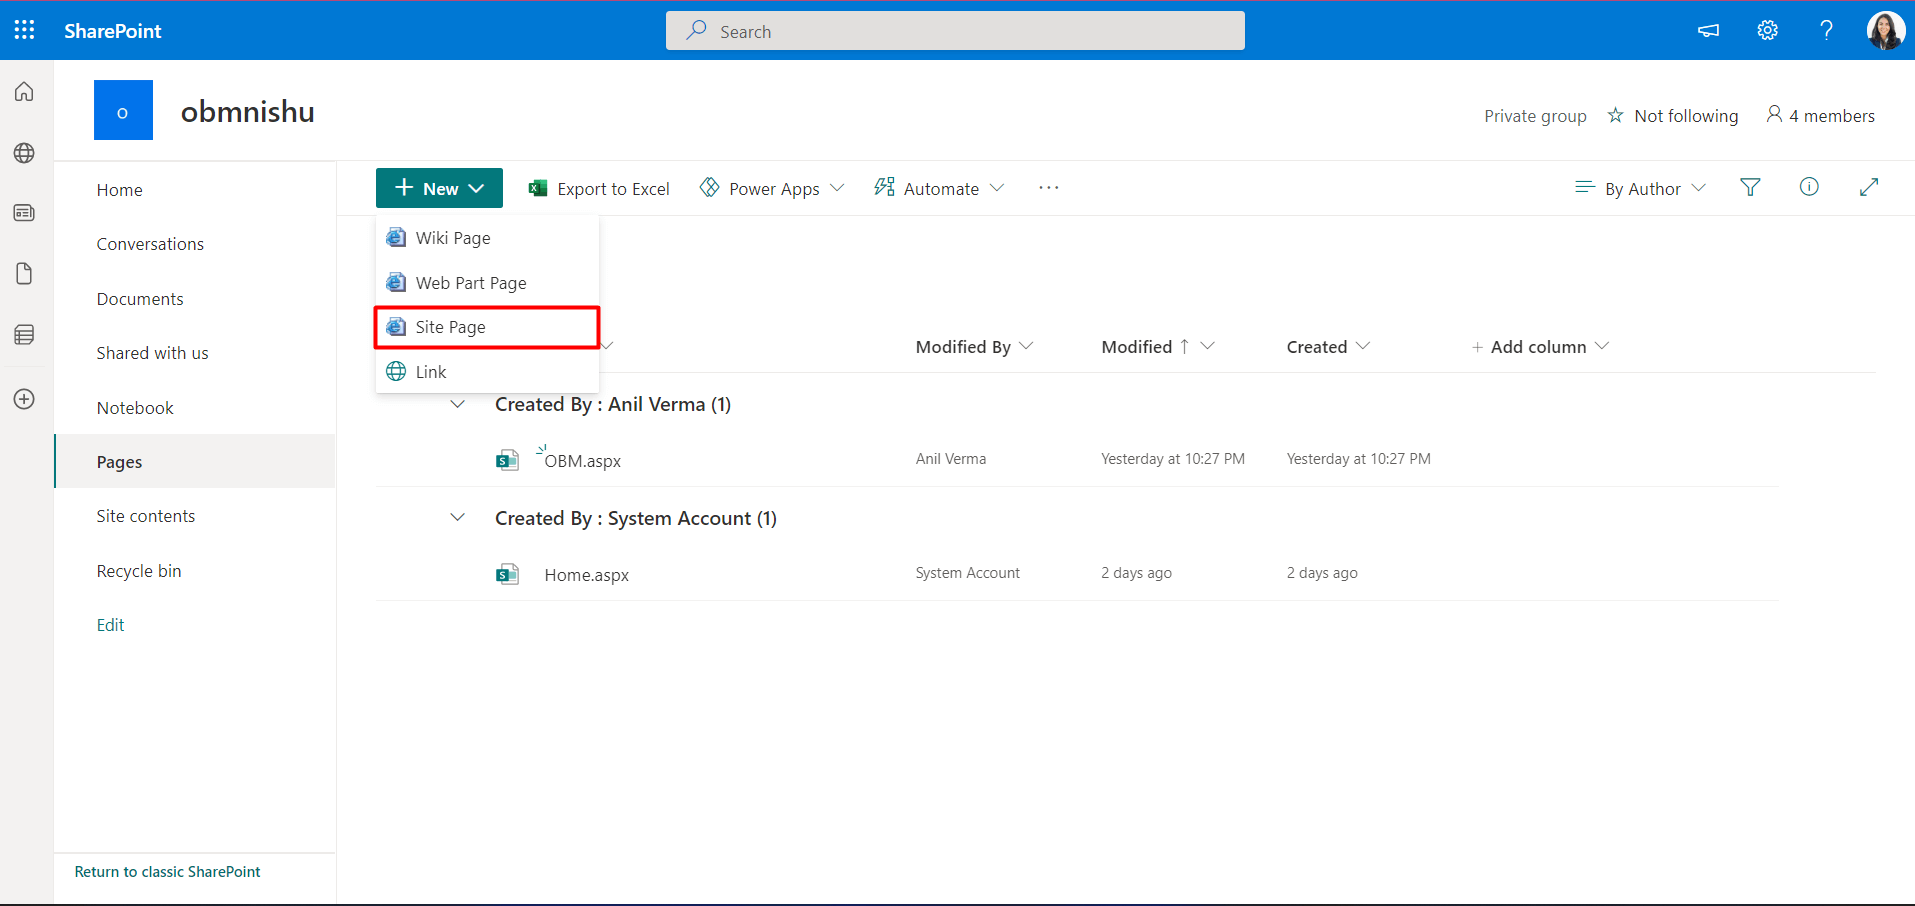 SharePoint
Search
o
obmnishu
Private group
Not following
4 members
Home
Conversations
Documents
Shared with us
Notebook
Pages
Site contents
Recycle bin
Edit
Return to classic SharePoint
New
Export to Excel
Power Apps
Automate
By Author
Wiki Page
Web Part Page
Site Page
Link
Modified By
Modified
Created
Add column
Created By : Anil Verma (1)
OBM.aspx Anil Verma Yesterday at 10:27 PM Yesterday at 10:27 PM
Created By : System Account (1)
Home.aspx System Account 2 days ago 2 days ago